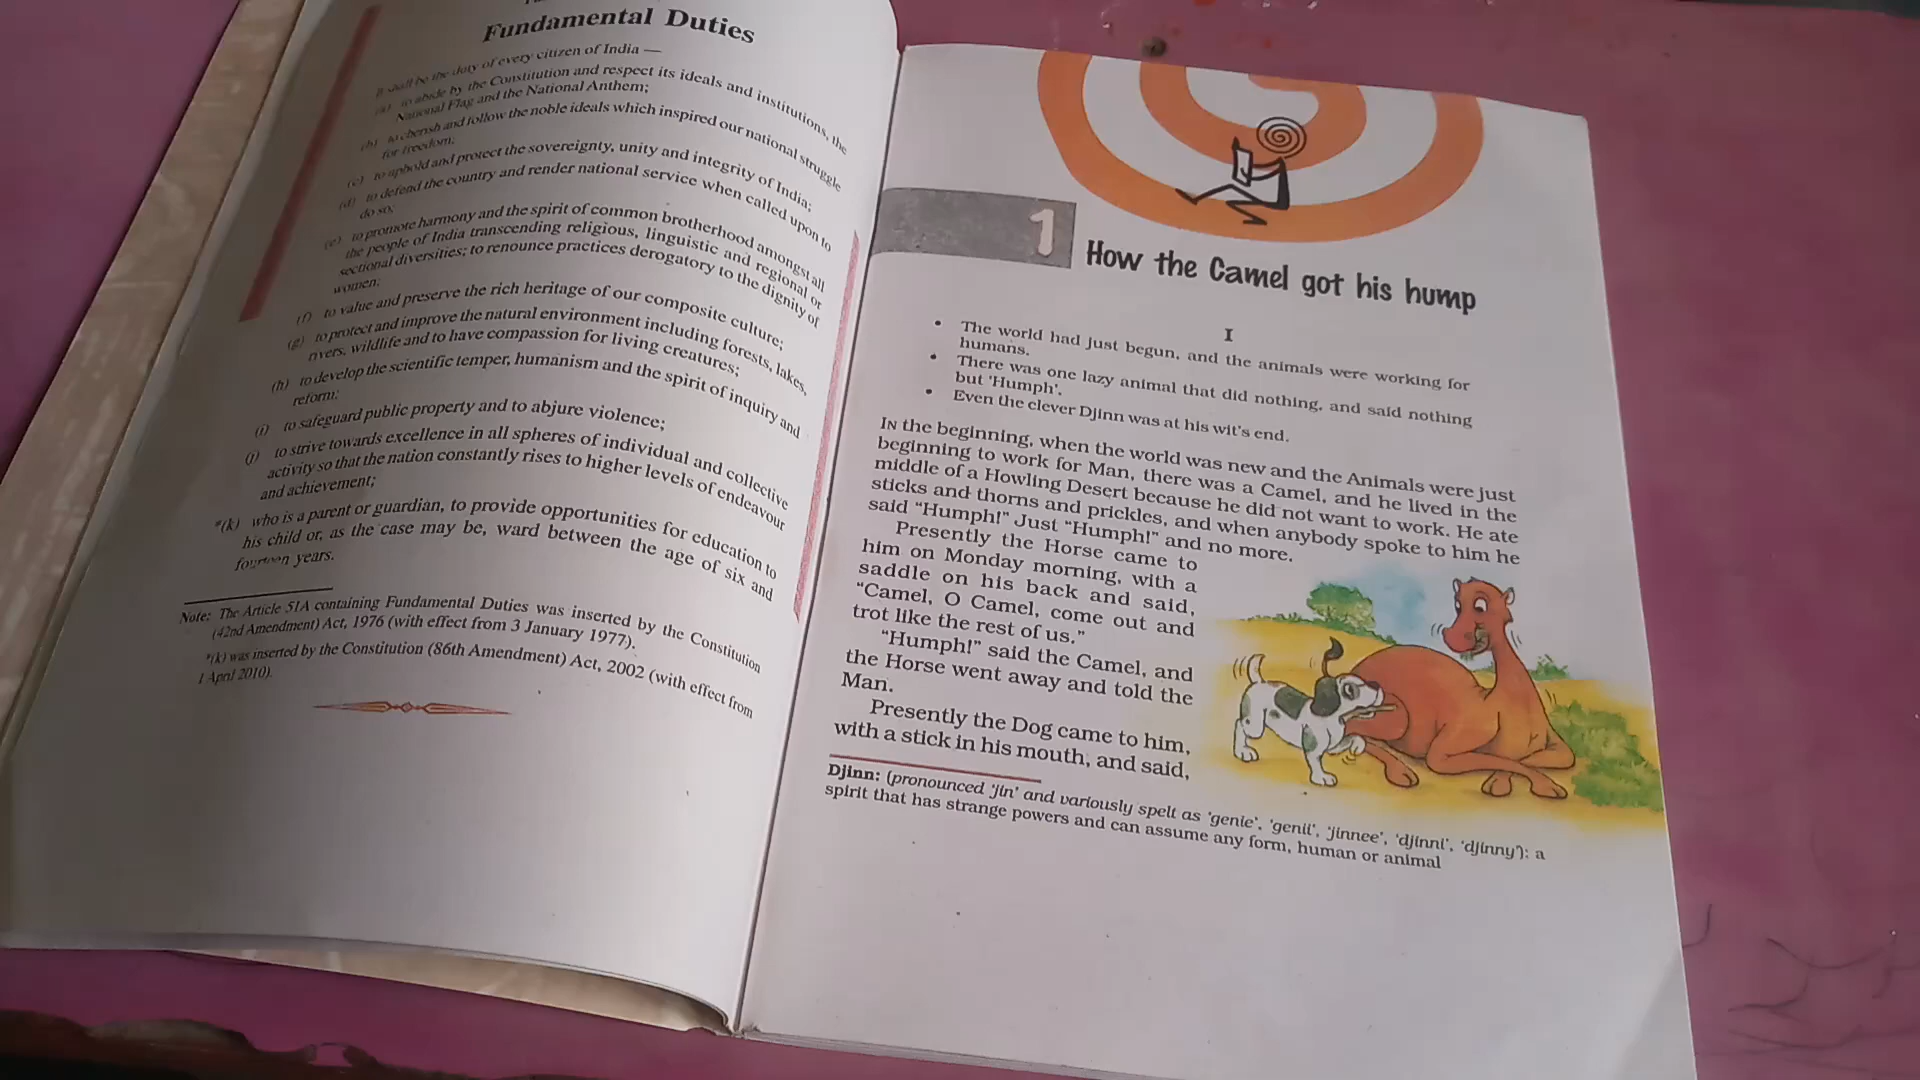 Fundamental Duties
It shall be the duty of every citizen of India —
(a) to abide by the Constitution and respect its ideals and institutions, the
National Flag and the National Anthem;
(b) to cherish and follow the noble ideals which inspired our national struggle
for freedom;
(c) to uphold and protect the sovereignty, unity and integrity of India;
(d) to defend the country and render national service when called upon to
do so;
(e) to promote harmony and the spirit of common brotherhood amongst all
the people of India transcending religious, linguistic and regional or
sectional diversities; to renounce practices derogatory to the dignity of
women;
(f) to value and preserve the rich heritage of our composite culture;
(g) to protect and improve the natural environment including forests, lakes,
rivers, wildlife and to have compassion for living creatures;
(h) to develop the scientific temper, humanism and the spirit of inquiry and
reform;
(i) to safeguard public property and to abjure violence;
(j) to strive towards excellence in all spheres of individual and collective
activity so that the nation constantly rises to higher levels of endeavour
and achievement;
*(k) who is a parent or guardian, to provide opportunities for education to
his child or, as the case may be, ward between the age of six and
fourteen years.
Note: The Article 51A containing Fundamental Duties was inserted by the Constitution
(42nd Amendment) Act, 1976 (with effect from 3 January 1977).
*(k) was inserted by the Constitution (86th Amendment) Act, 2002 (with effect from
1 April 2010).
1
How the Camel got his hump
I
• The world had just begun, and the animals were working for
humans.
• There was one lazy animal that did nothing, and said nothing
but 'Humph'.
• Even the clever Djinn was at his wit's end.
IN the beginning, when the world was new and the Animals were just
beginning to work for Man, there was a Camel, and he lived in the
middle of a Howling Desert because he did not want to work. He ate
sticks and thorns and prickles, and when anybody spoke to him he
said “Humph!” Just “Humph!” and no more.
Presently the Horse came to
him on Monday morning, with a
saddle on his back and said,
“Camel, O Camel, come out and
trot like the rest of us.”
“Humph!” said the Camel, and
the Horse went away and told the
Man.
Presently the Dog came to him,
with a stick in his mouth, and said,
Djinn: (pronounced 'jin' and variously spelt as 'genie', 'genii', 'jinnee', 'djinni', 'djinny'): a
spirit that has strange powers and can assume any form, human or animal